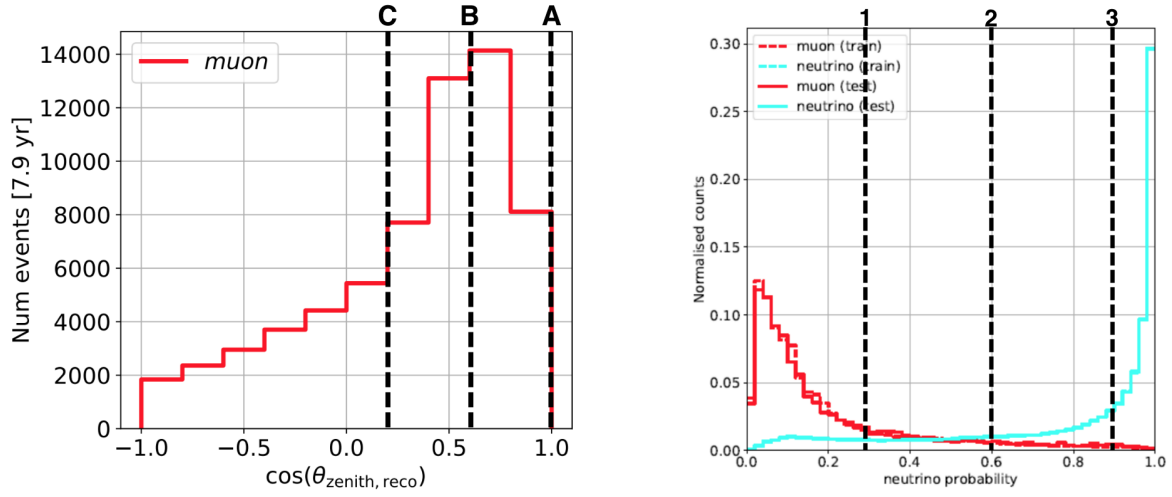 C B A
muon
14000
12000
10000
8000
6000
4000
2000
0
−1.0 −0.5 0.0 0.5 1.0
cos(θzenith, reco)
Num events [7.9 yr]
1 2 3
muon (train)
neutrino (train)
muon (test)
neutrino (test)
0.30
0.25
0.20
0.15
0.10
0.05
0.00
0.0 0.2 0.4 0.6 0.8 1.0
neutrino probability
Normalised counts